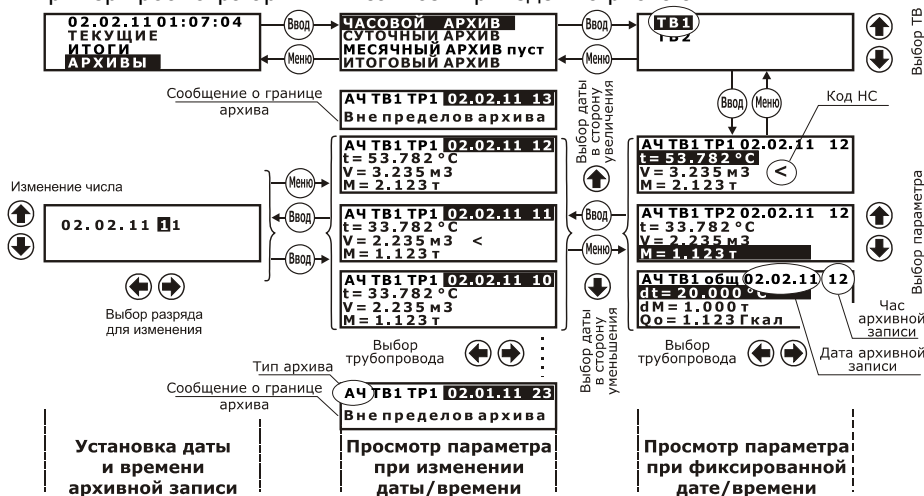 02.02.11 01:07:04
ТЕКУЩИЕ
ИТОГИ
АРХИВЫ
Ввод
Меню
ЧАСОВОЙ АРХИВ
СУТОЧНЫЙ АРХИВ
МЕСЯЧНЫЙ АРХИВ пуст
ИТОГОВЫЙ АРХИВ
Ввод
Меню
ТВ1
ТВ2
Выбор ТВ
Сообщение о границе
архива
АЧ ТВ1 ТР1 02.02.11 13
Вне пределов архива
Выбор даты
в сторону
увеличения
Ввод
Меню
Код НС
АЧ ТВ1 ТР1 02.02.11 12
t= 53.782 °C
V= 3.235 м3
M= 2.123 т
АЧ ТВ1 ТР1 02.02.11 12
t= 53.782 °C
V= 3.235 м3 <
M= 2.123 т
Изменение числа
02.02.11 11
Выбор разряда
для изменения
Меню
Ввод
Ввод
АЧ ТВ1 ТР1 02.02.11 11
t= 33.782 °C
V= 2.235 м3 <
M= 1.123 т
Ввод
Меню
АЧ ТВ1 ТР2 02.02.11 12
t= 33.782 °C
V= 2.235 м3
M= 1.123 т
Выбор параметра
АЧ ТВ1 ТР1 02.02.11 10
t= 33.782 °C
V= 2.235 м3
M= 1.123 т
АЧ ТВ1 общ 02.02.11 12
dt= 20.000 °C
dM= 1.000 т
Qo= 1.123 Гкал
Выбор
трубопровода
Выбор даты
в сторону
уменьшения
Выбор
трубопровода
Час
архивной
записи
Дата архивной
записи
Тип архива
Сообщение о границе
архива
АЧ ТВ1 ТР1 02.01.11 23
Вне пределов архива
Установка даты
и времени
архивной записи
Просмотр параметра
при изменении
даты/времени
Просмотр параметра
при фиксированной
дате/времени